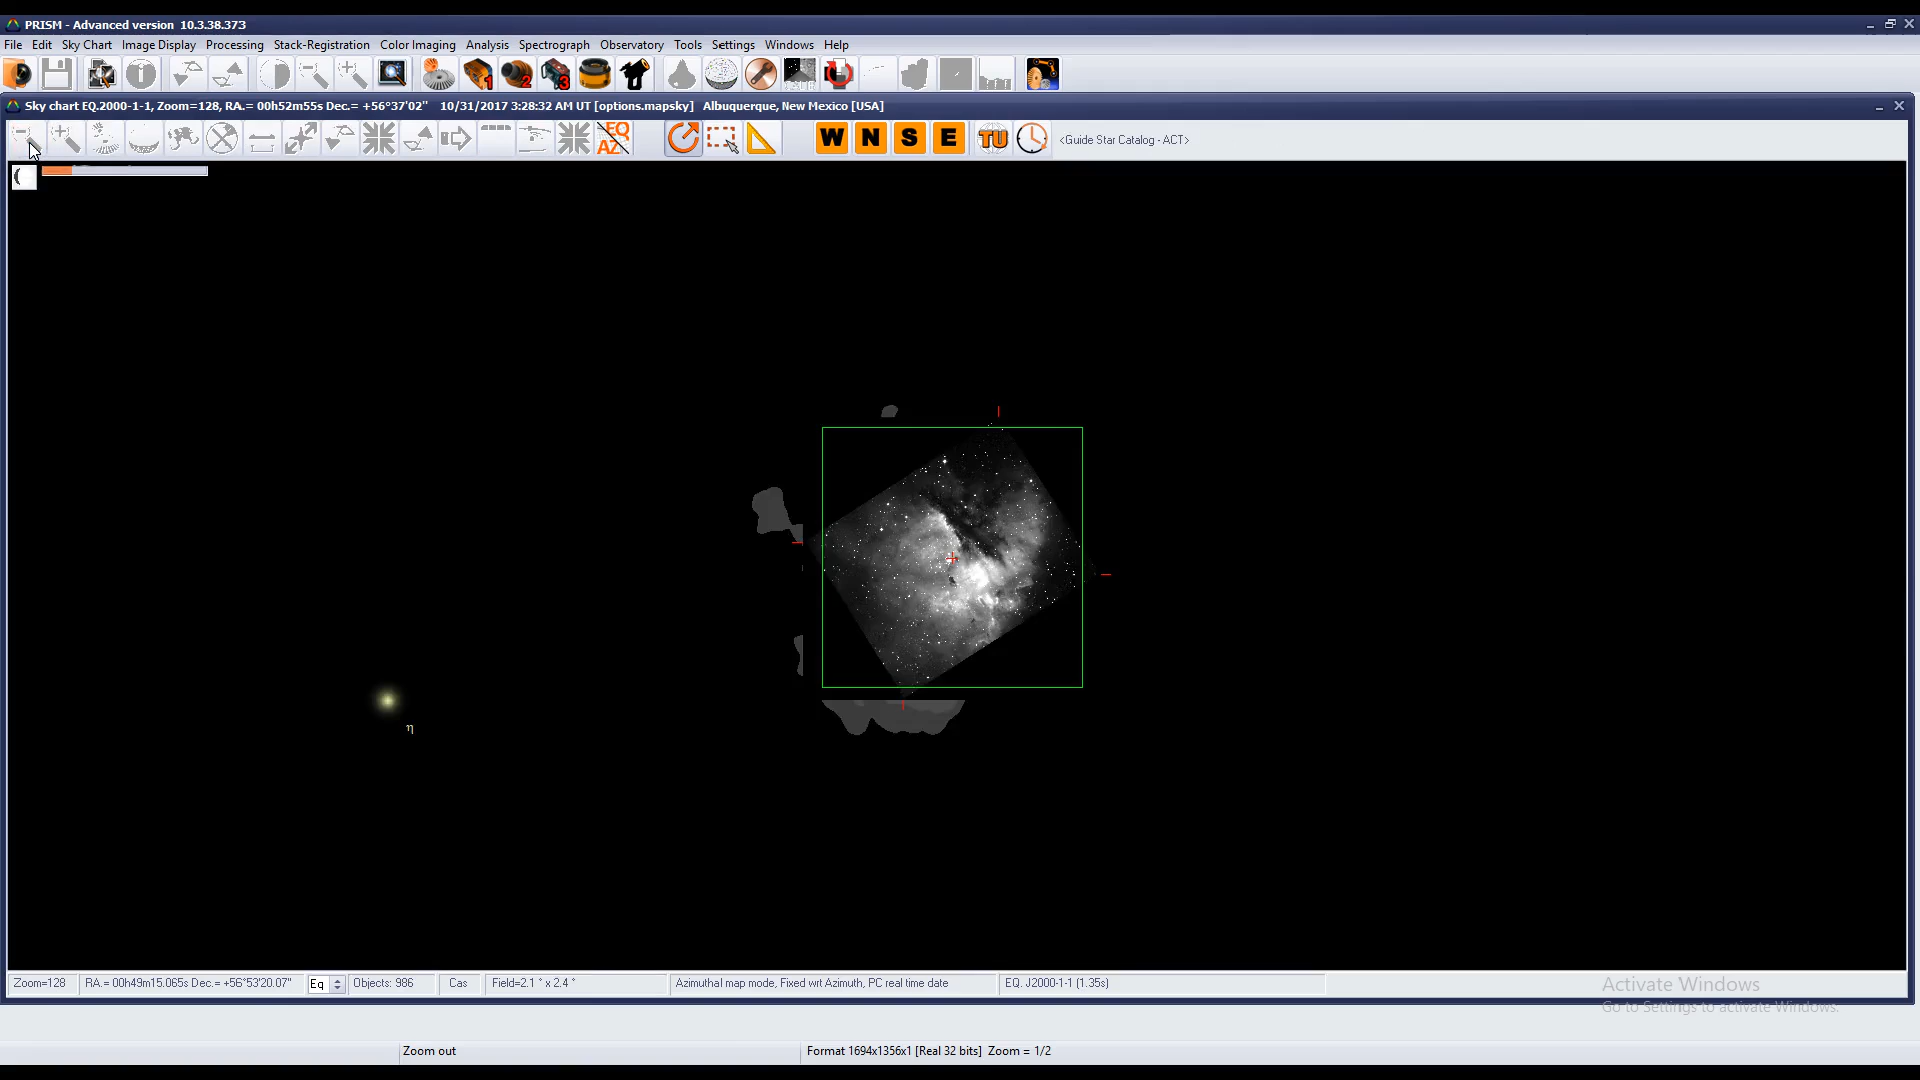 PRISM - Advanced version 10.3.38.373
File Edit Sky Chart Image Display Processing Stack-Registration Color Imaging Analysis Spectrograph Observatory Tools Settings Windows Help
1 2 3
Sky chart EQ.2000-1-1, Zoom=128, RA.= 00h52m55s Dec.= +56°37'02" 10/31/2017 3:28:32 AM UT [options.mapsky] Albuquerque, New Mexico [USA]
EQ AZ W N S E TU <Guide Star Catalog - ACT>
η
Zoom=128 RA.= 00h49m15.065s Dec.= +56°53'20.07" Eq Objects: 986 Cas Field=2.1 ° x 2.4 ° Azimuthal map mode, Fixed wrt Azimuth, PC real time date EQ. J2000-1-1 (1.35s)
Activate Windows
Go to Settings to activate Windows.
Zoom out Format 1694x1356x1 [Real 32 bits] Zoom = 1/2